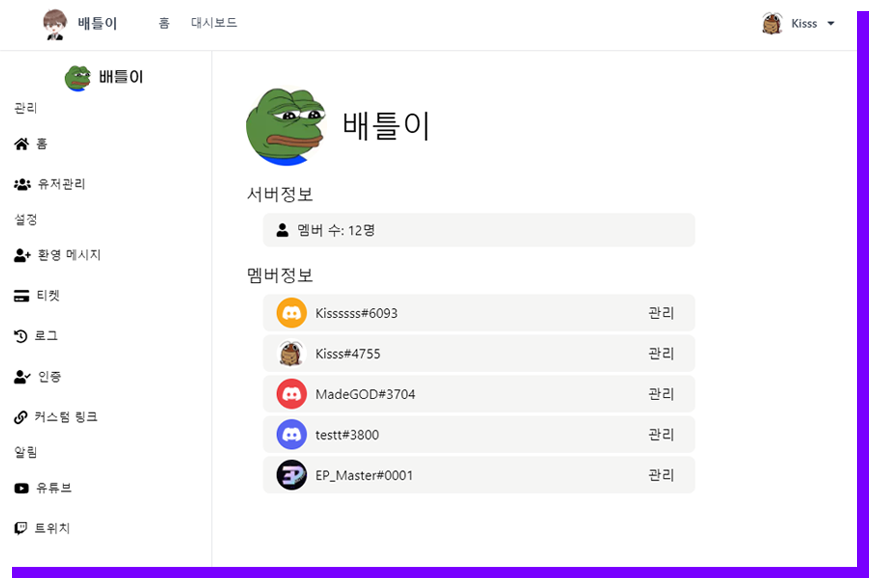 배틀이 홈 대시보드 Kisss
배틀이
관리
홈
유저관리
설정
환영 메시지
티켓
로그
인증
커스텀 링크
알림
유튜브
트위치
배틀이
서버정보
멤버 수: 12명
멤버정보
Kissssss#6093 관리
Kisss#4755 관리
MadeGOD#3704 관리
testt#3800 관리
EP_Master#0001 관리